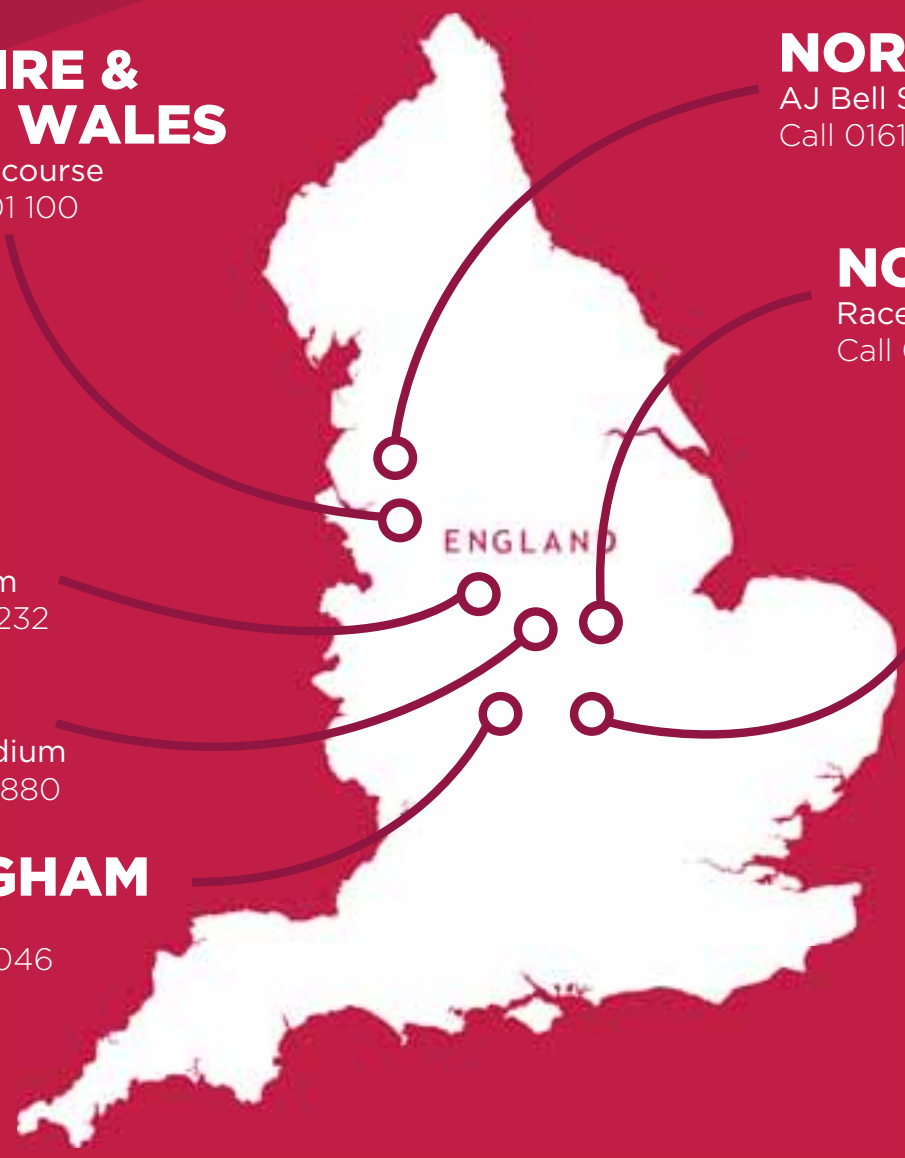 IRE &
WALES
course
01 100
NOR
AJ Bell S
Call 0161
NO
Race
Call
ENGLAND
m
232
dium
880
GHAM
046